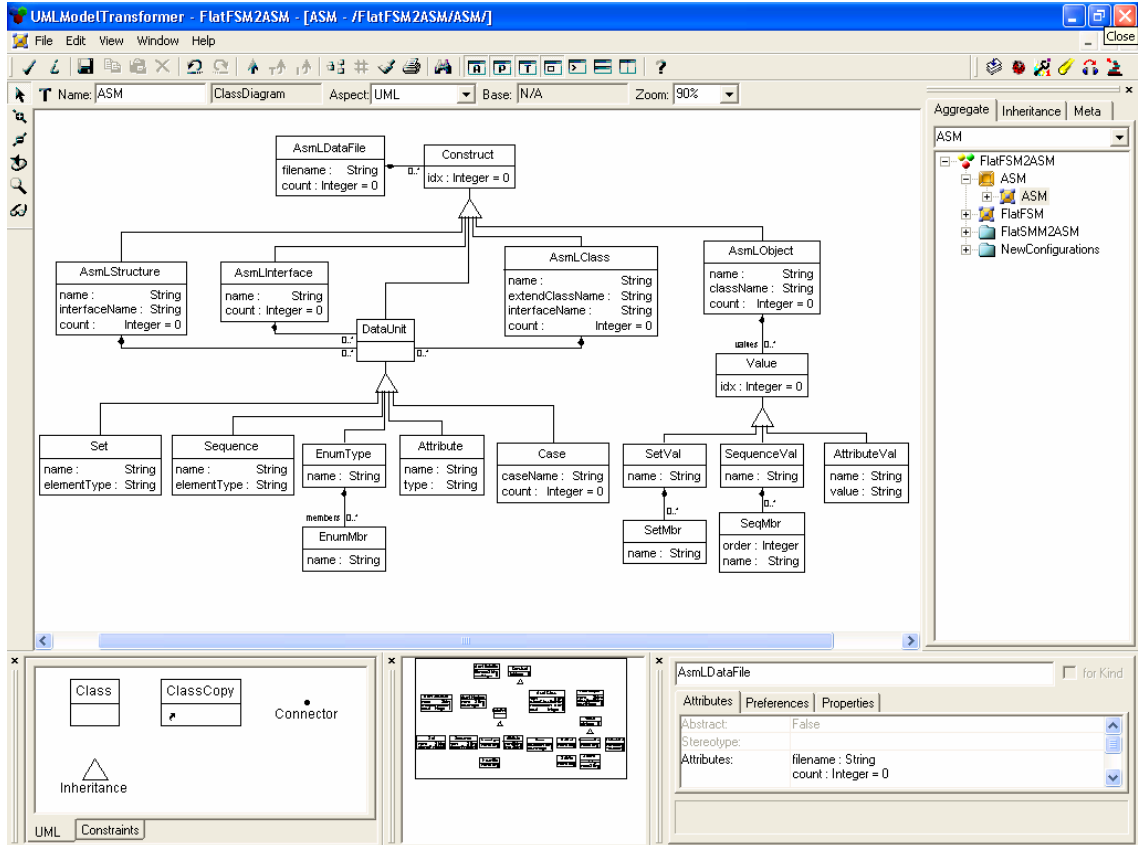 UMLModelTransformer - FlatFSM2ASM - [ASM - /FlatFSM2ASM/ASM/]
Close
File Edit View Window Help
Name: ASM ClassDiagram Aspect: UML Base: N/A Zoom: 90%
Aggregate Inheritance Meta
ASM
FlatFSM2ASM
ASM
ASM
FlatFSM
FlatSMM2ASM
NewConfigurations
AsmLDataFile
filename : String
count : Integer = 0
0..*
Construct
idx : Integer = 0
AsmLStructure
name : String
interfaceName : String
count : Integer = 0
AsmLInterface
name : String
count : Integer = 0
AsmLClass
name : String
extendClassName : String
interfaceName : String
count : Integer = 0
AsmLObject
name : String
className : String
count : Integer = 0
DataUnit
0..*
0..*
0..*
values 0..*
Value
idx : Integer = 0
Set
name : String
elementType : String
Sequence
name : String
elementType : String
EnumType
name : String
Attribute
name : String
type : String
Case
caseName : String
count : Integer = 0
SetVal
name : String
SequenceVal
name : String
AttributeVal
name : String
value : String
members 0..*
EnumMbr
name : String
0..*
SetMbr
name : String
0..*
SeqMbr
order : Integer
name : String
Class
ClassCopy
Connector
Inheritance
UML Constraints
AsmLDataFile
for Kind
Attributes Preferences Properties
Abstract: False
Stereotype:
Attributes: filename : String
count : Integer = 0